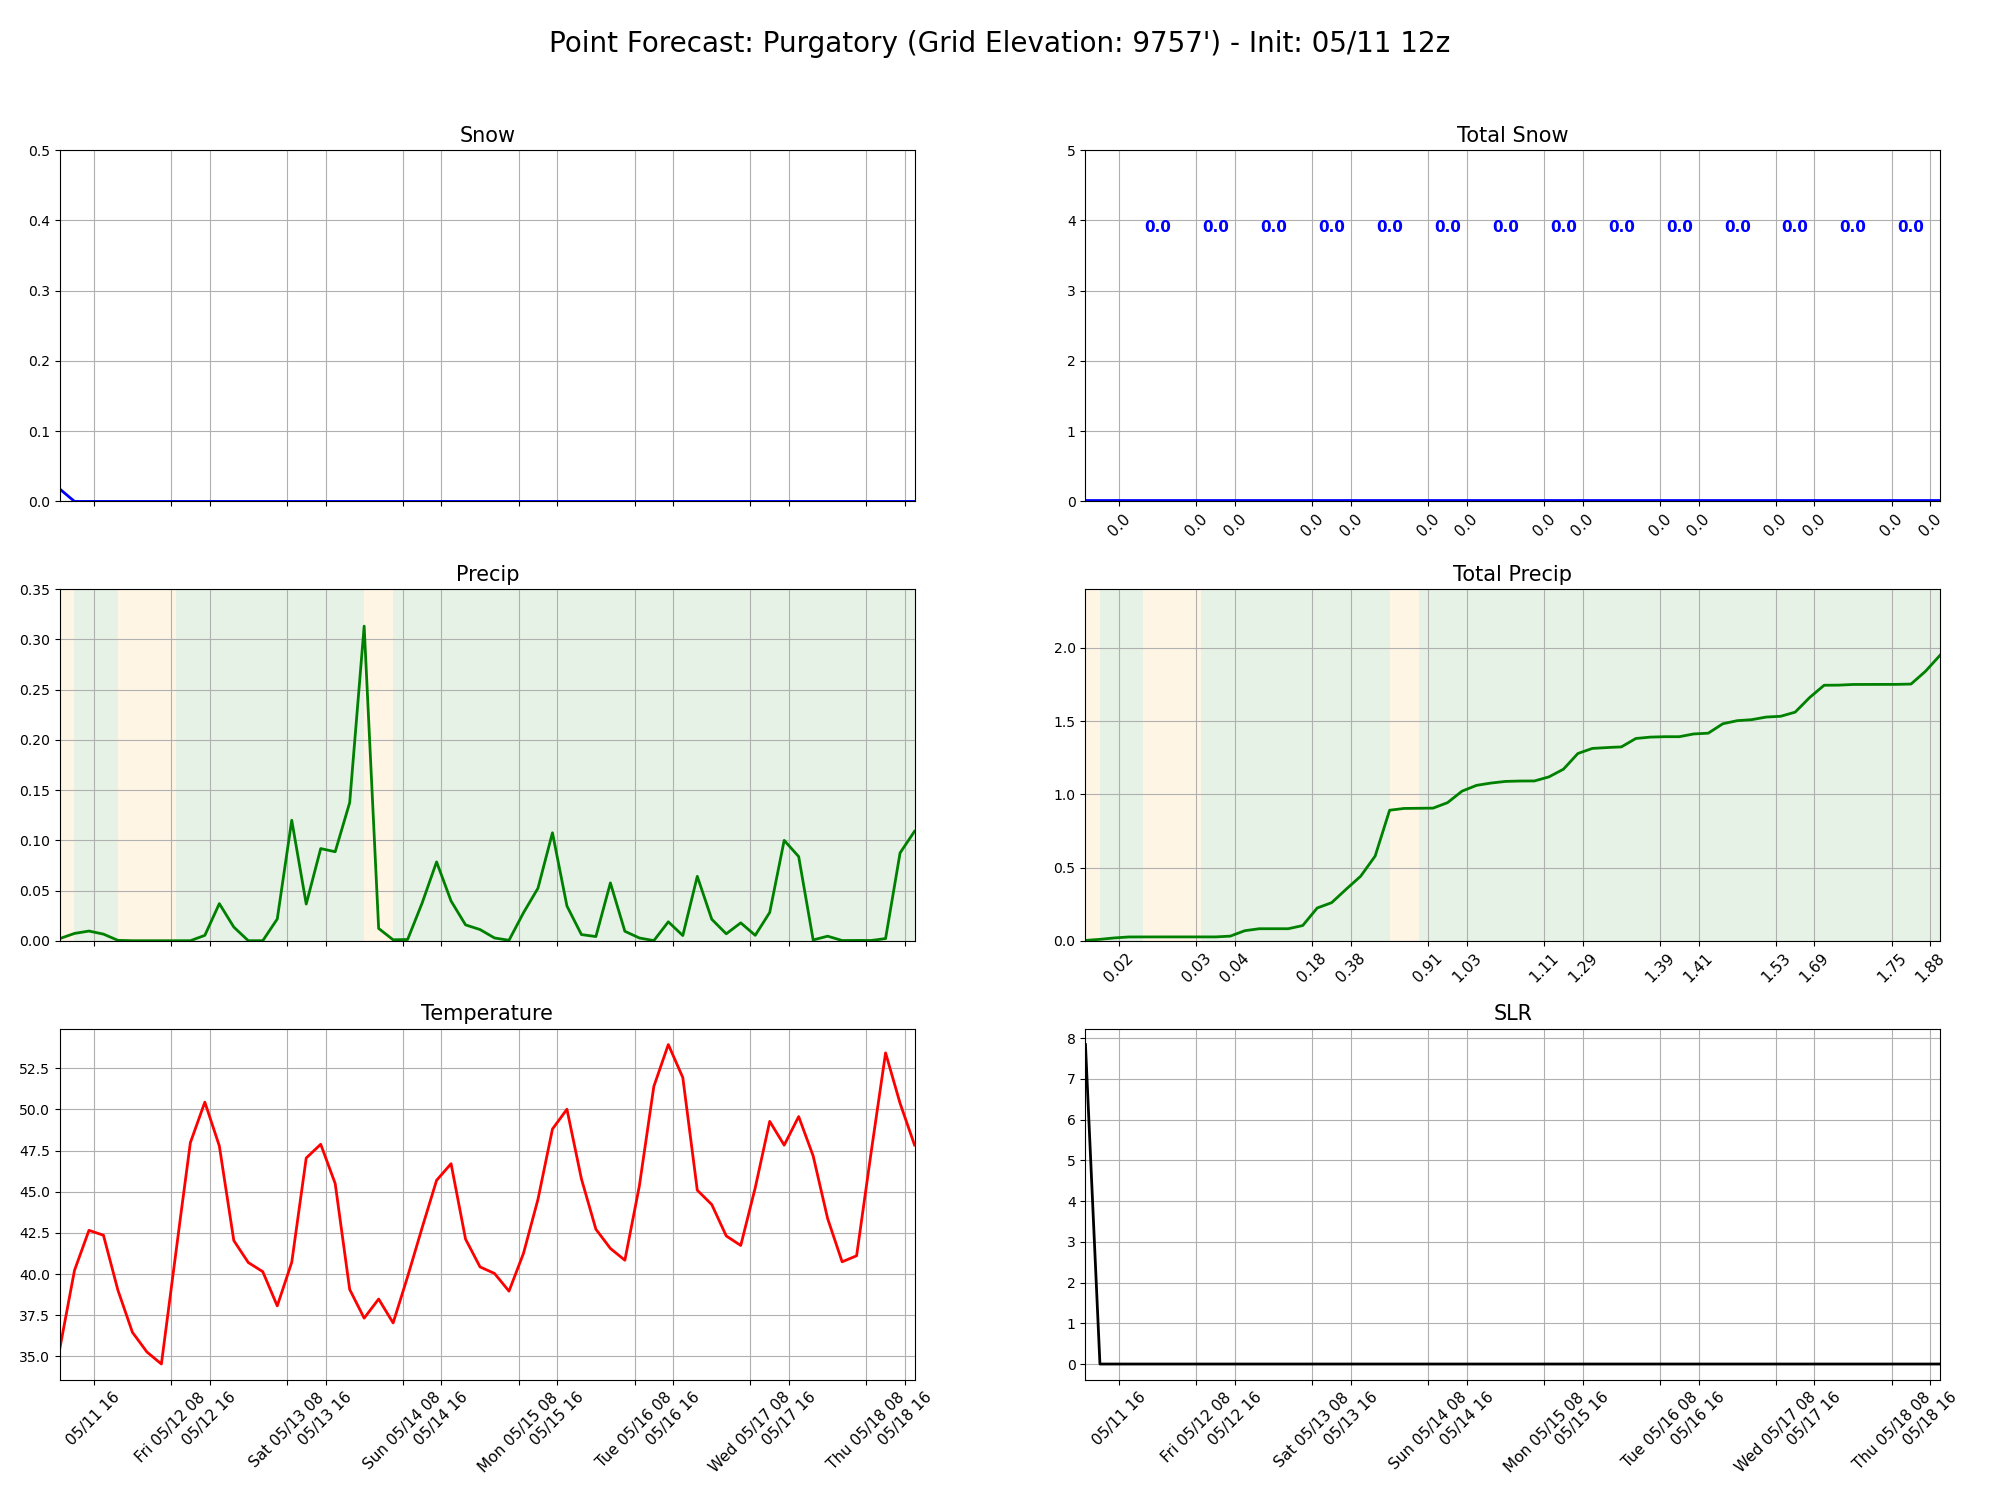 Point Forecast: Purgatory (Grid Elevation: 9757') - Init: 05/11 12z
Snow
0.5
0.4
0.3
0.2
0.1
0.0
Total Snow
5
4
3
2
1
0
0.0 0.0 0.0 0.0 0.0 0.0 0.0 0.0 0.0 0.0 0.0 0.0 0.0 0.0
0.0 0.0 0.0 0.0 0.0 0.0 0.0 0.0 0.0 0.0 0.0 0.0 0.0 0.0 0.0
Precip
0.35
0.30
0.25
0.20
0.15
0.10
0.05
0.00
Total Precip
2.0
1.5
1.0
0.5
0.0
0.02 0.03 0.04 0.18 0.38 0.91 1.03 1.11 1.29 1.39 1.41 1.53 1.69 1.75 1.88
Temperature
52.5
50.0
47.5
45.0
42.5
40.0
37.5
35.0
05/11 16
Fri 05/12 08
05/12 16
Sat 05/13 08
05/13 16
Sun 05/14 08
05/14 16
Mon 05/15 08
05/15 16
Tue 05/16 08
05/16 16
Wed 05/17 08
05/17 16
Thu 05/18 08
05/18 16
SLR
8
7
6
5
4
3
2
1
0
05/11 16
Fri 05/12 08
05/12 16
Sat 05/13 08
05/13 16
Sun 05/14 08
05/14 16
Mon 05/15 08
05/15 16
Tue 05/16 08
05/16 16
Wed 05/17 08
05/17 16
Thu 05/18 08
05/18 16